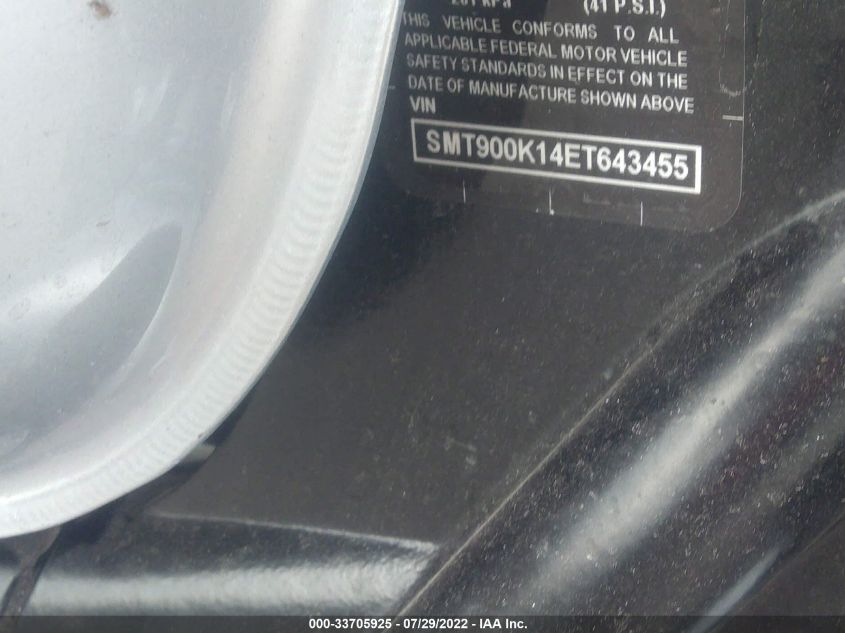 (41 P.S.I.)
THIS VEHICLE CONFORMS TO ALL
APPLICABLE FEDERAL MOTOR VEHICLE
SAFETY STANDARDS IN EFFECT ON THE
DATE OF MANUFACTURE SHOWN ABOVE
VIN
SMT900K14ET643455
000-33705925 - 07/29/2022 - IAA Inc.